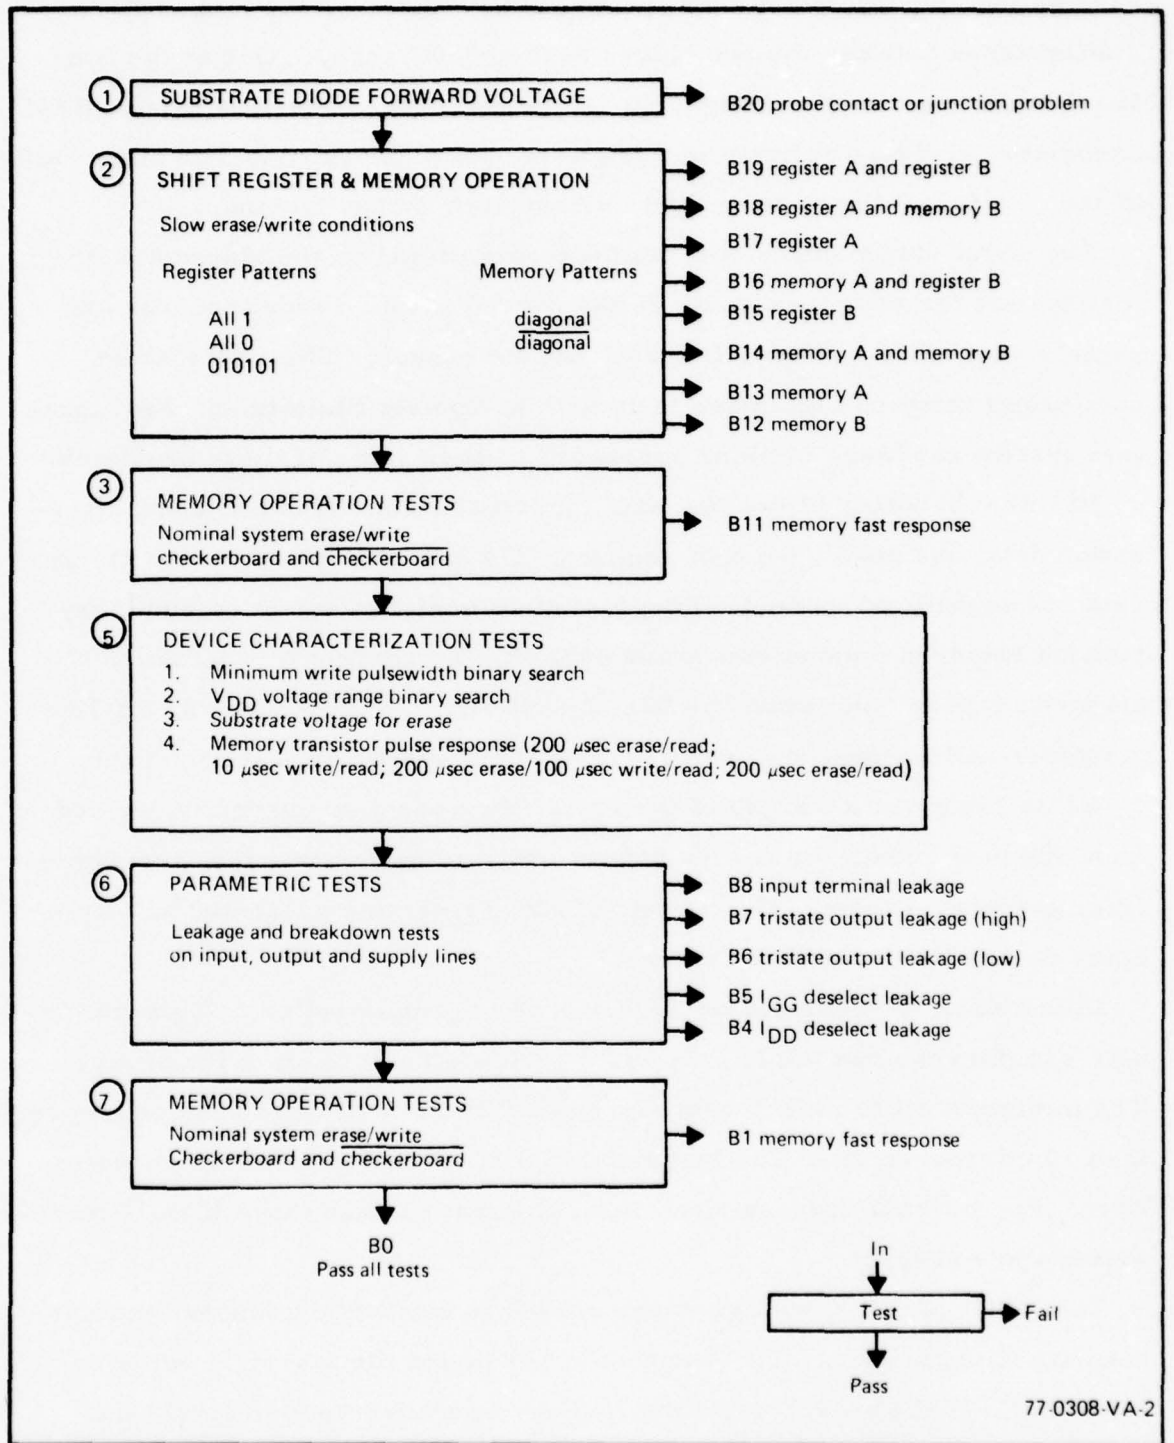 1 SUBSTRATE DIODE FORWARD VOLTAGE
B20 probe contact or junction problem
2 SHIFT REGISTER & MEMORY OPERATION
Slow erase/write conditions
Register Patterns Memory Patterns
All 1 diagonal
All 0 diagonal
010101
B19 register A and register B
B18 register A and memory B
B17 register A
B16 memory A and register B
B15 register B
B14 memory A and memory B
B13 memory A
B12 memory B
3 MEMORY OPERATION TESTS
Nominal system erase/write
checkerboard and checkerboard
B11 memory fast response
5 DEVICE CHARACTERIZATION TESTS
1. Minimum write pulsewidth binary search
2. VDD voltage range binary search
3. Substrate voltage for erase
4. Memory transistor pulse response (200 μsec erase/read;
10 μsec write/read; 200 μsec erase/100 μsec write/read; 200 μsec erase/read)
6 PARAMETRIC TESTS
Leakage and breakdown tests
on input, output and supply lines
B8 input terminal leakage
B7 tristate output leakage (high)
B6 tristate output leakage (low)
B5 IGG deselect leakage
B4 IDD deselect leakage
7 MEMORY OPERATION TESTS
Nominal system erase/write
Checkerboard and checkerboard
B1 memory fast response
B0
Pass all tests
In
Test Fail
Pass
77-0308-VA-2